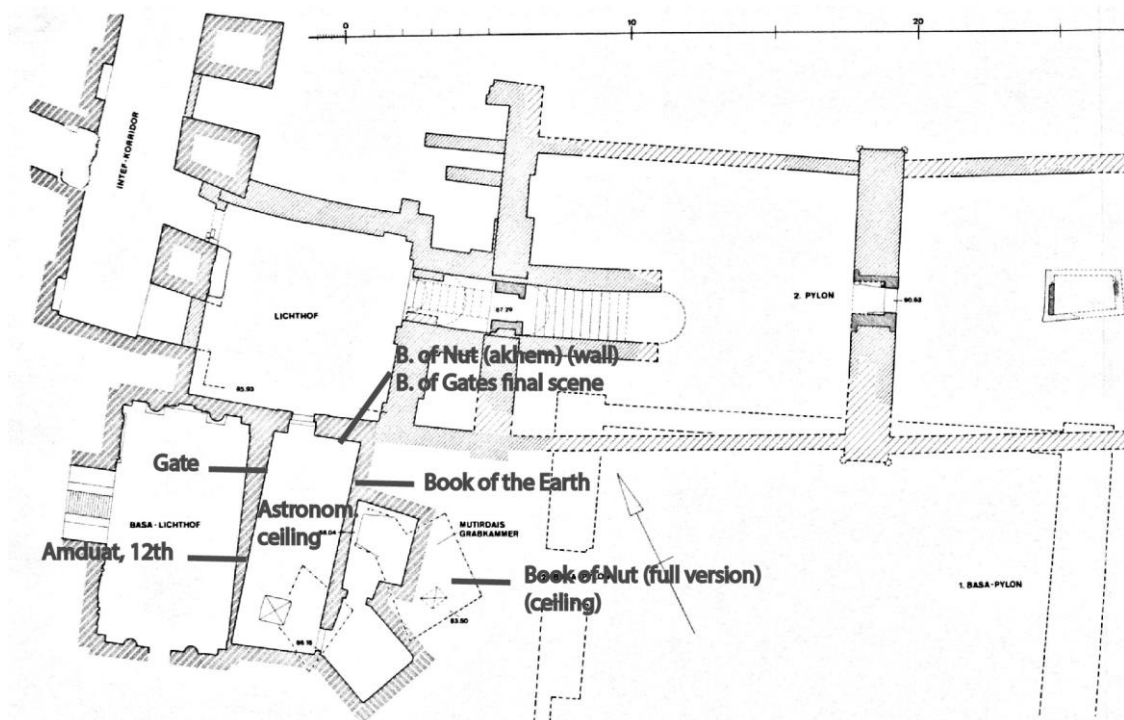 0
10
20
INTEF-KORRIDOR
LICHTHOF
87.29
2. PYLON
90.63
B. of Nut (akhem) (wall)
85.93
B. of Gates final scene
Gate
Book of the Earth
Astronom.
ceiling
BASA-LICHTHOF
MUTIRDAIS
GRABKAMMER
Amduat, 12th
Book of Nut (full version)
(ceiling)
1. BASA-PYLON
83.50